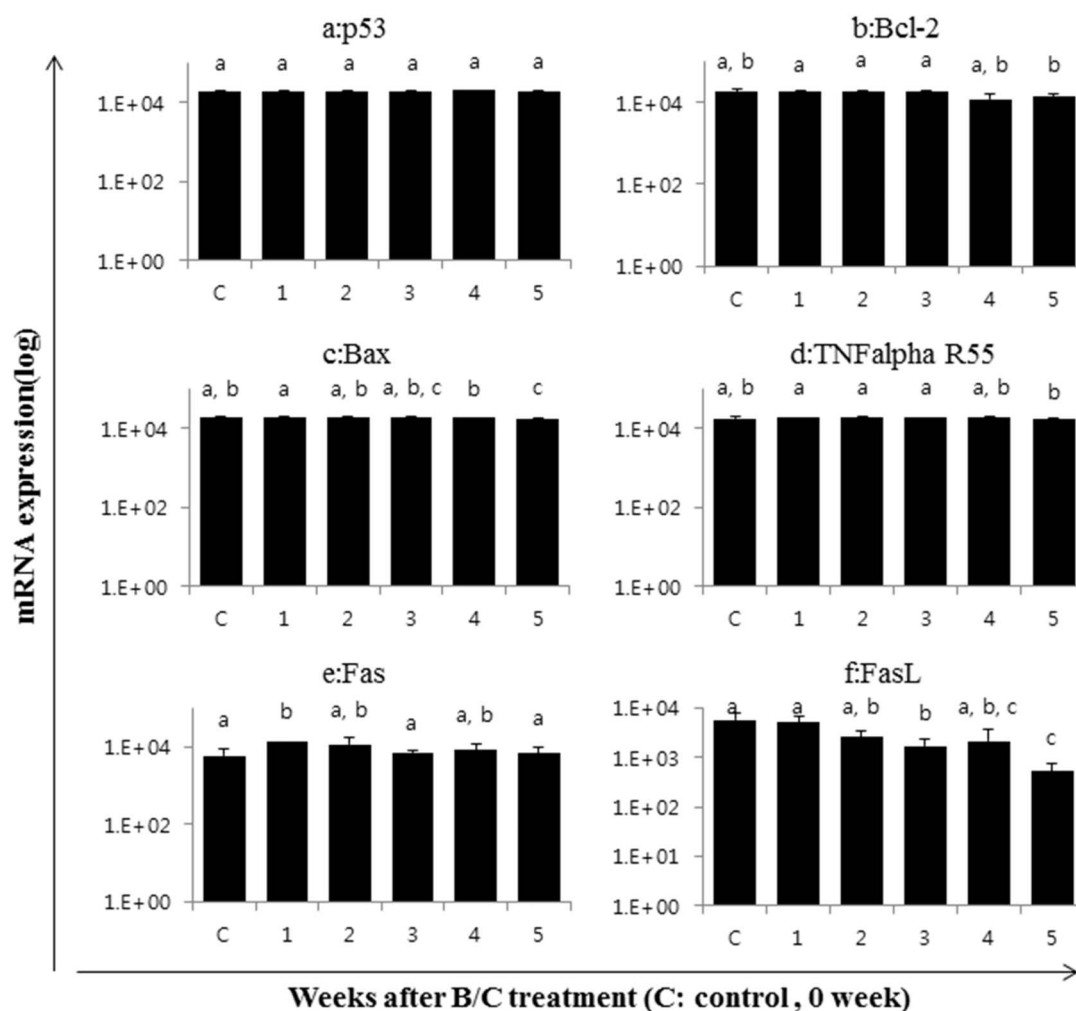 a:p53
a a a a a a
1.E+04
1.E+02
1.E+00
C 1 2 3 4 5
b:Bcl-2
a, b a a a a, b b
1.E+04
1.E+02
1.E+00
C 1 2 3 4 5
c:Bax
a, b a a, b a, b, c b c
1.E+04
1.E+02
1.E+00
C 1 2 3 4 5
d:TNFalpha R55
a, b a a a a, b b
1.E+04
1.E+02
1.E+00
C 1 2 3 4 5
e:Fas
a b a, b a a, b a
1.E+04
1.E+02
1.E+00
C 1 2 3 4 5
f:FasL
a a a, b b a, b, c c
1.E+04
1.E+03
1.E+02
1.E+01
1.E+00
C 1 2 3 4 5
mRNA expression(log)
Weeks after B/C treatment (C: control , 0 week)